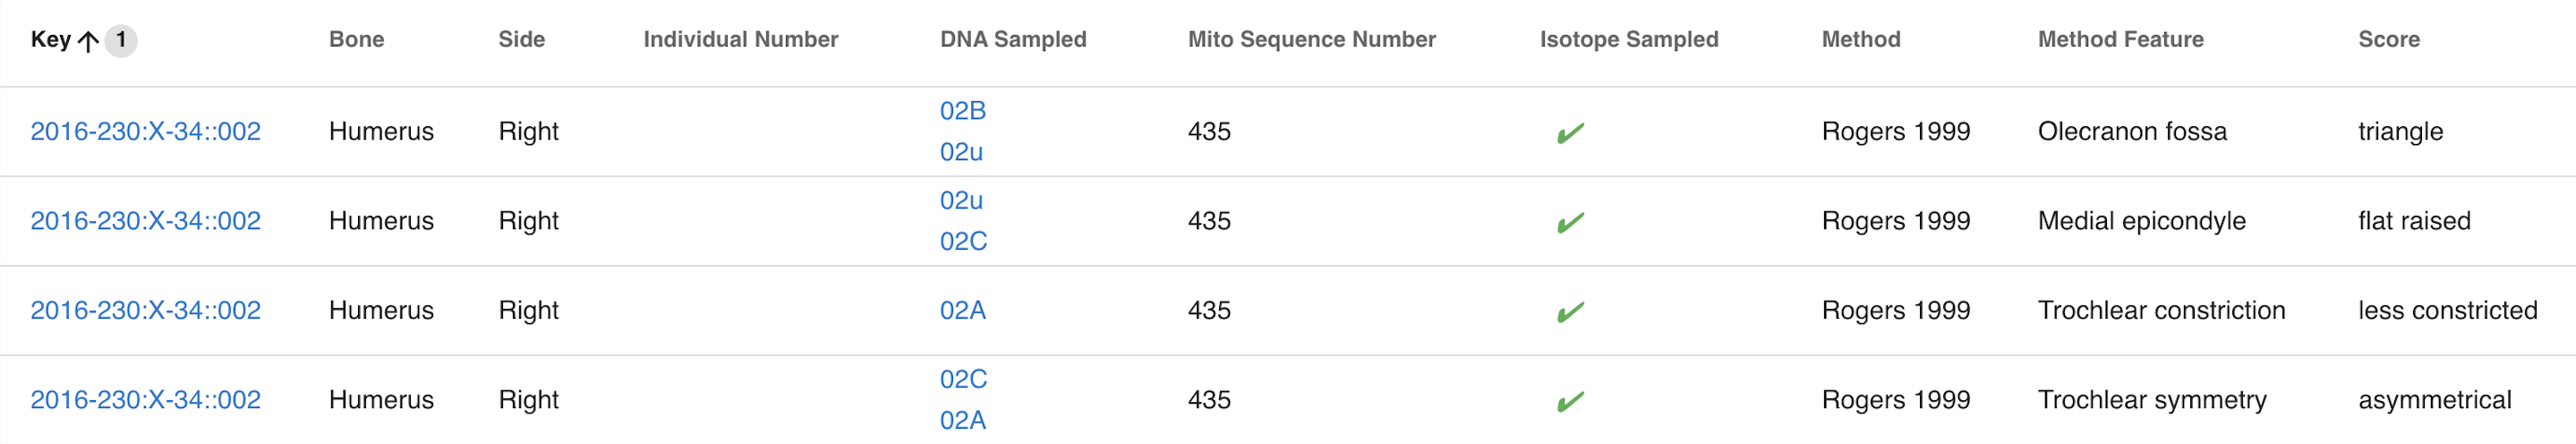 Key ↑ 1 Bone Side Individual Number DNA Sampled Mito Sequence Number Isotope Sampled Method Method Feature Score
2016-230:X-34::002 Humerus Right 02B 435 ✔ Rogers 1999 Olecranon fossa triangle
02u
2016-230:X-34::002 Humerus Right 02u 435 ✔ Rogers 1999 Medial epicondyle flat raised
02C
2016-230:X-34::002 Humerus Right 02A 435 ✔ Rogers 1999 Trochlear constriction less constricted
2016-230:X-34::002 Humerus Right 02C 435 ✔ Rogers 1999 Trochlear symmetry asymmetrical
02A